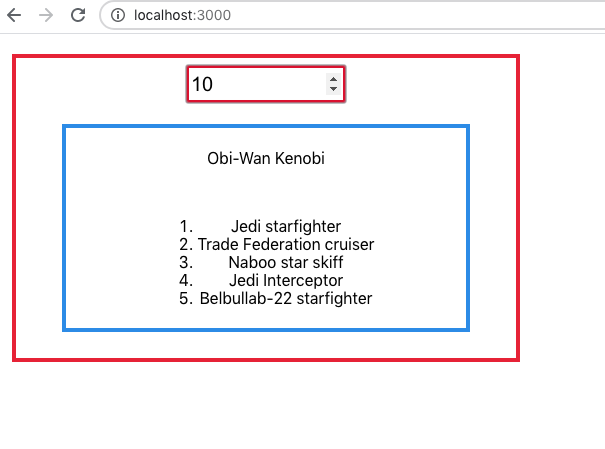 localhost:3000
10
Obi-Wan Kenobi
1. Jedi starfighter
2. Trade Federation cruiser
3. Naboo star skiff
4. Jedi Interceptor
5. Belbullab-22 starfighter